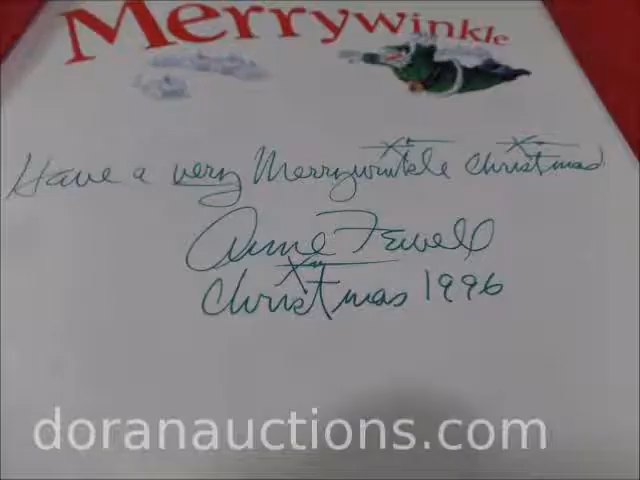 Merrywinkle
Have a very Merrywinkle Christmas
Anne Fewell
Christmas 1996
doranauctions.com